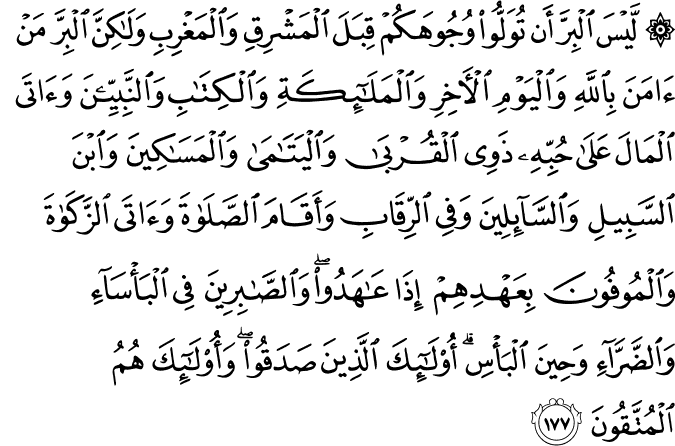 ۞ لَّيْسَ ٱلْبِرَّ أَن تُوَلُّوا۟ وُجُوهَكُمْ قِبَلَ ٱلْمَشْرِقِ وَٱلْمَغْرِبِ وَلَـٰكِنَّ ٱلْبِرَّ مَنْ
ءَامَنَ بِٱللَّهِ وَٱلْيَوْمِ ٱلْـَٔاخِرِ وَٱلْمَلَـٰٓئِكَةِ وَٱلْكِتَـٰبِ وَٱلنَّبِيِّـۧنَ وَءَاتَى
ٱلْمَالَ عَلَىٰ حُبِّهِۦ ذَوِى ٱلْقُرْبَىٰ وَٱلْيَتَـٰمَىٰ وَٱلْمَسَـٰكِينَ وَٱبْنَ
ٱلسَّبِيلِ وَٱلسَّآئِلِينَ وَفِى ٱلرِّقَابِ وَأَقَامَ ٱلصَّلَوٰةَ وَءَاتَى ٱلزَّكَوٰةَ
وَٱلْمُوفُونَ بِعَهْدِهِمْ إِذَا عَـٰهَدُوا۟ ۖ وَٱلصَّـٰبِرِينَ فِى ٱلْبَأْسَآءِ
وَٱلضَّرَّآءِ وَحِينَ ٱلْبَأْسِ ۗ أُو۟لَـٰٓئِكَ ٱلَّذِينَ صَدَقُوا۟ ۖ وَأُو۟لَـٰٓئِكَ هُمُ
ٱلْمُتَّقُونَ ١٧٧